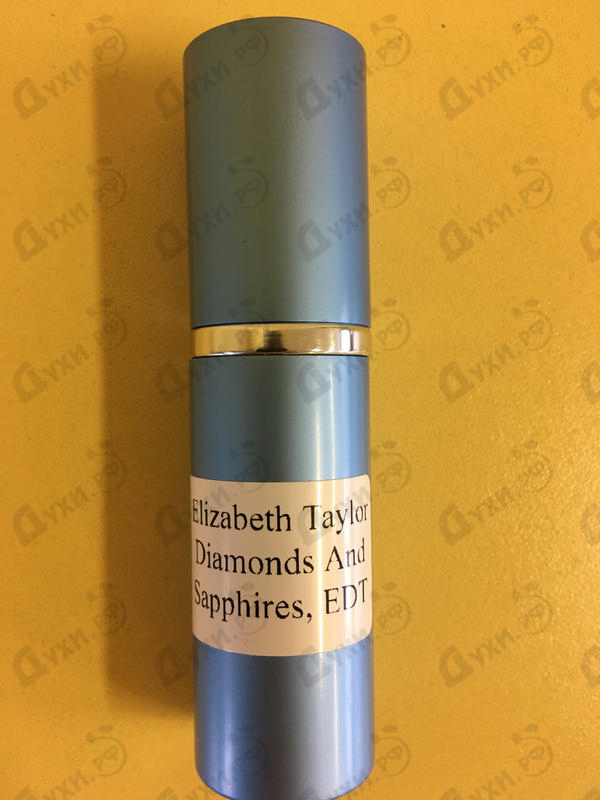 Elizabeth Taylor
Diamonds And
Sapphires, EDT
Духи.рф